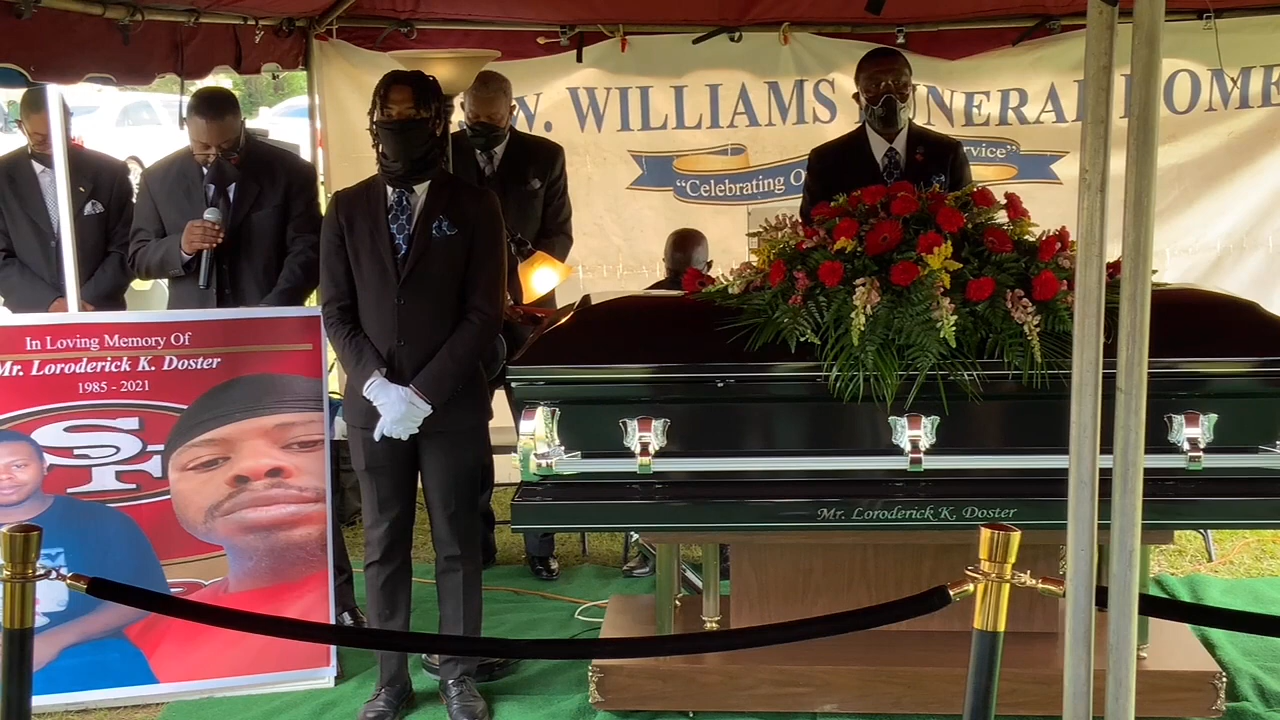 W. WILLIAMS FUNERAL HOME
"Celebrating O
rvice"
In Loving Memory Of
Mr. Loroderick K. Doster
1985 - 2021
SF
Mr. Loroderick K. Doster